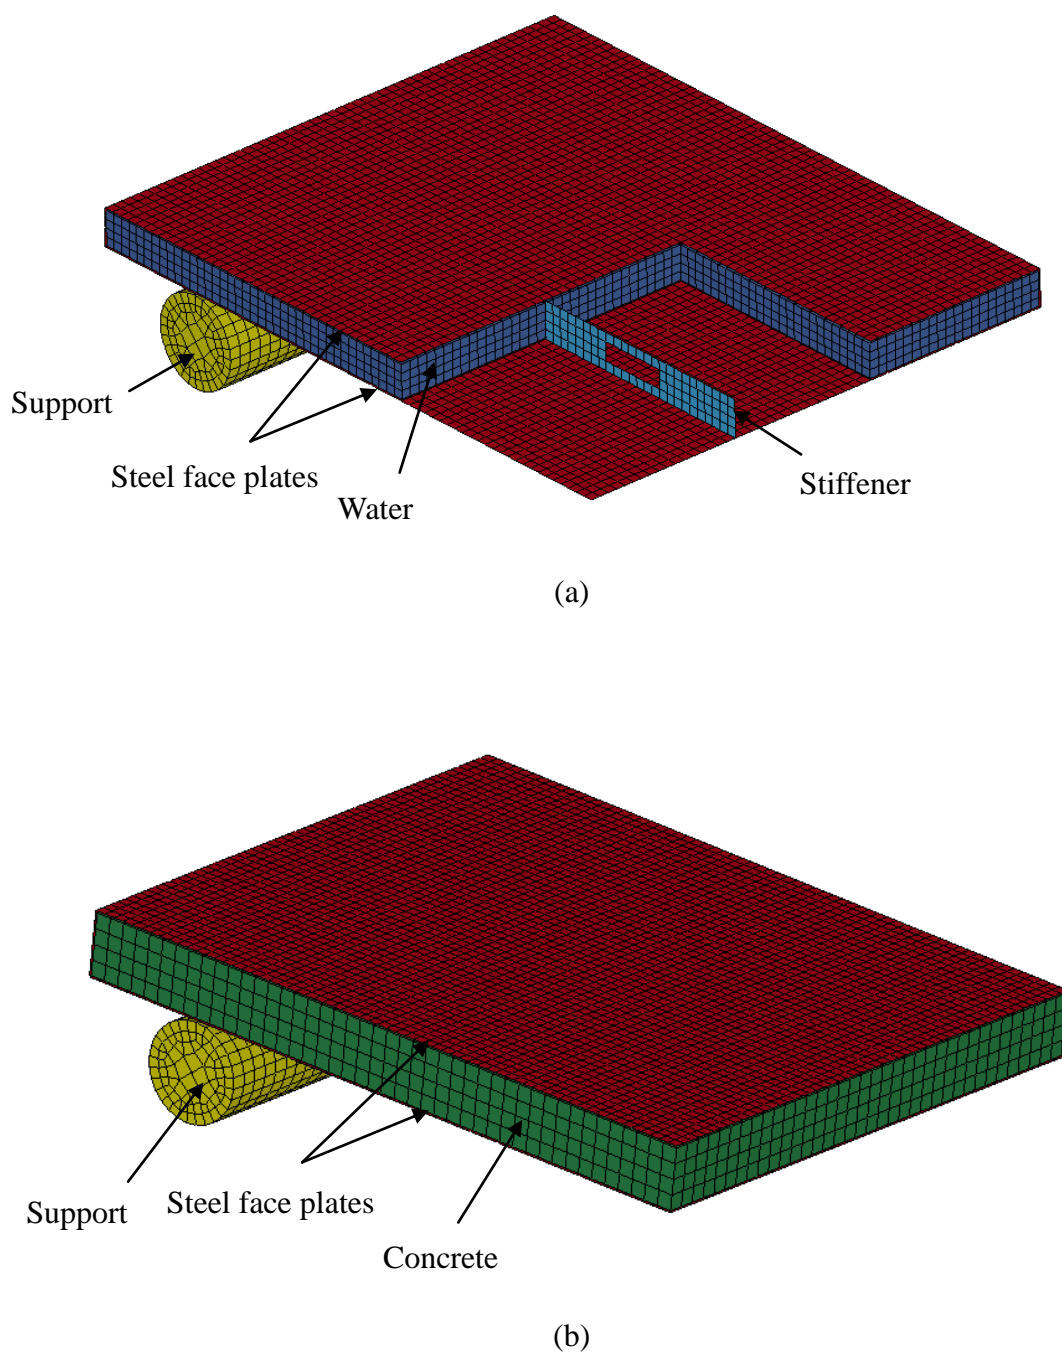 Support
Steel face plates
Water
Stiffener
(a)
Support
Steel face plates
Concrete
(b)